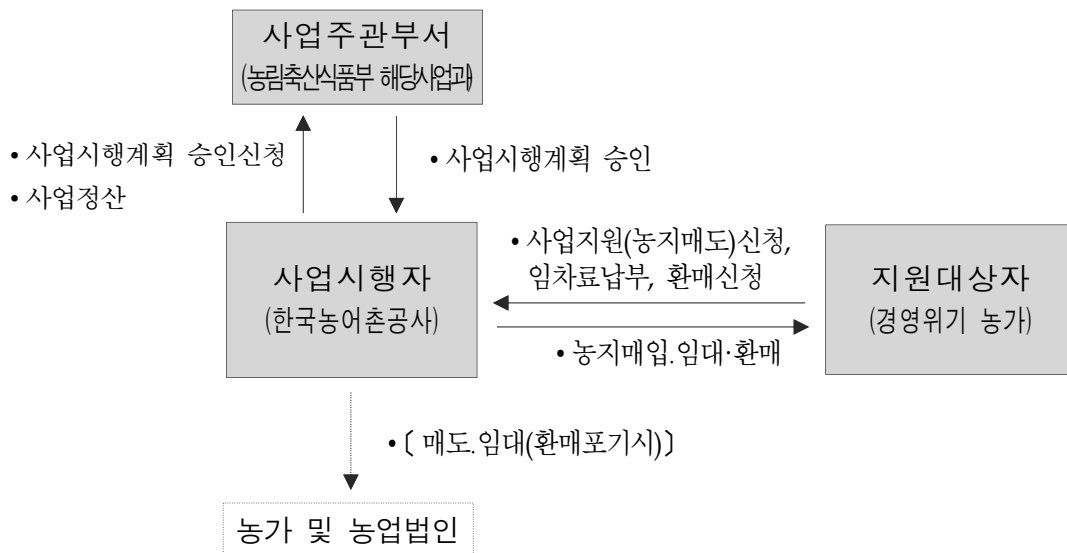 사업주관부서
(농림축산식품부 해당사업과)
• 사업시행계획 승인신청
• 사업정산
• 사업시행계획 승인
사업시행자
(한국농어촌공사)
• 사업지원(농지매도)신청,
임차료납부, 환매신청
• 농지매입.임대·환매
지원대상자
(경영위기 농가)
• 〔 매도.임대(환매포기시)〕
농가 및 농업법인